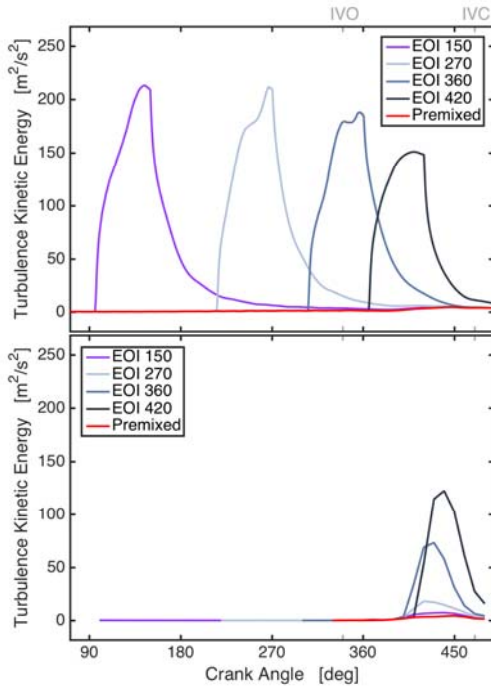 IVO IVC
Turbulence Kinetic Energy [m²/s²]
250
200
150
100
50
0
EOI 150
EOI 270
EOI 360
EOI 420
Premixed
Turbulence Kinetic Energy [m²/s²]
250
200
150
100
50
0
EOI 150
EOI 270
EOI 360
EOI 420
Premixed
90 180 270 360 450
Crank Angle [deg]